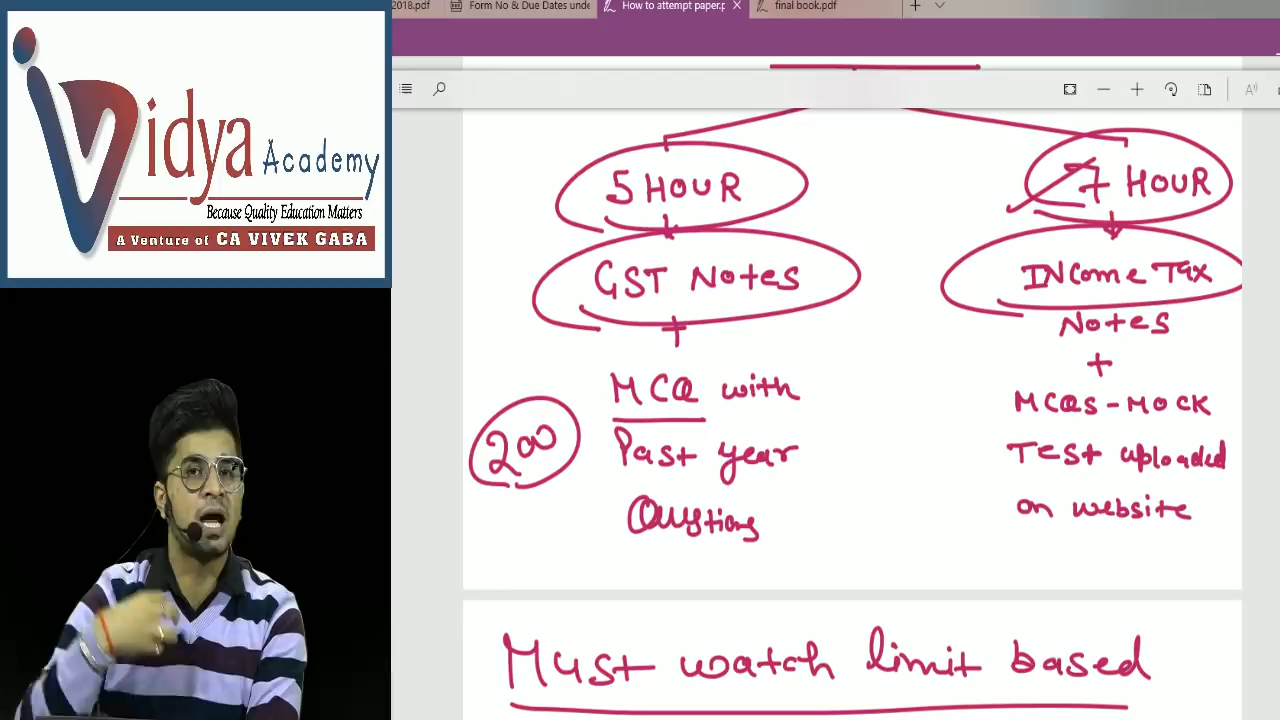 2018.pdf
Form No & Due Dates unde
How to attempt paper.p
final book.pdf
Vidya
Academy
Because Quality Education Matters
A Venture of CA VIVEK GABA
5 HOUR
GST Notes
+
MCQ with
Past year
Questions
200
7 HOUR
INCome Tax
Notes
+
MCQS - MOCK
TEST uploaded
on website
Must watch limit based